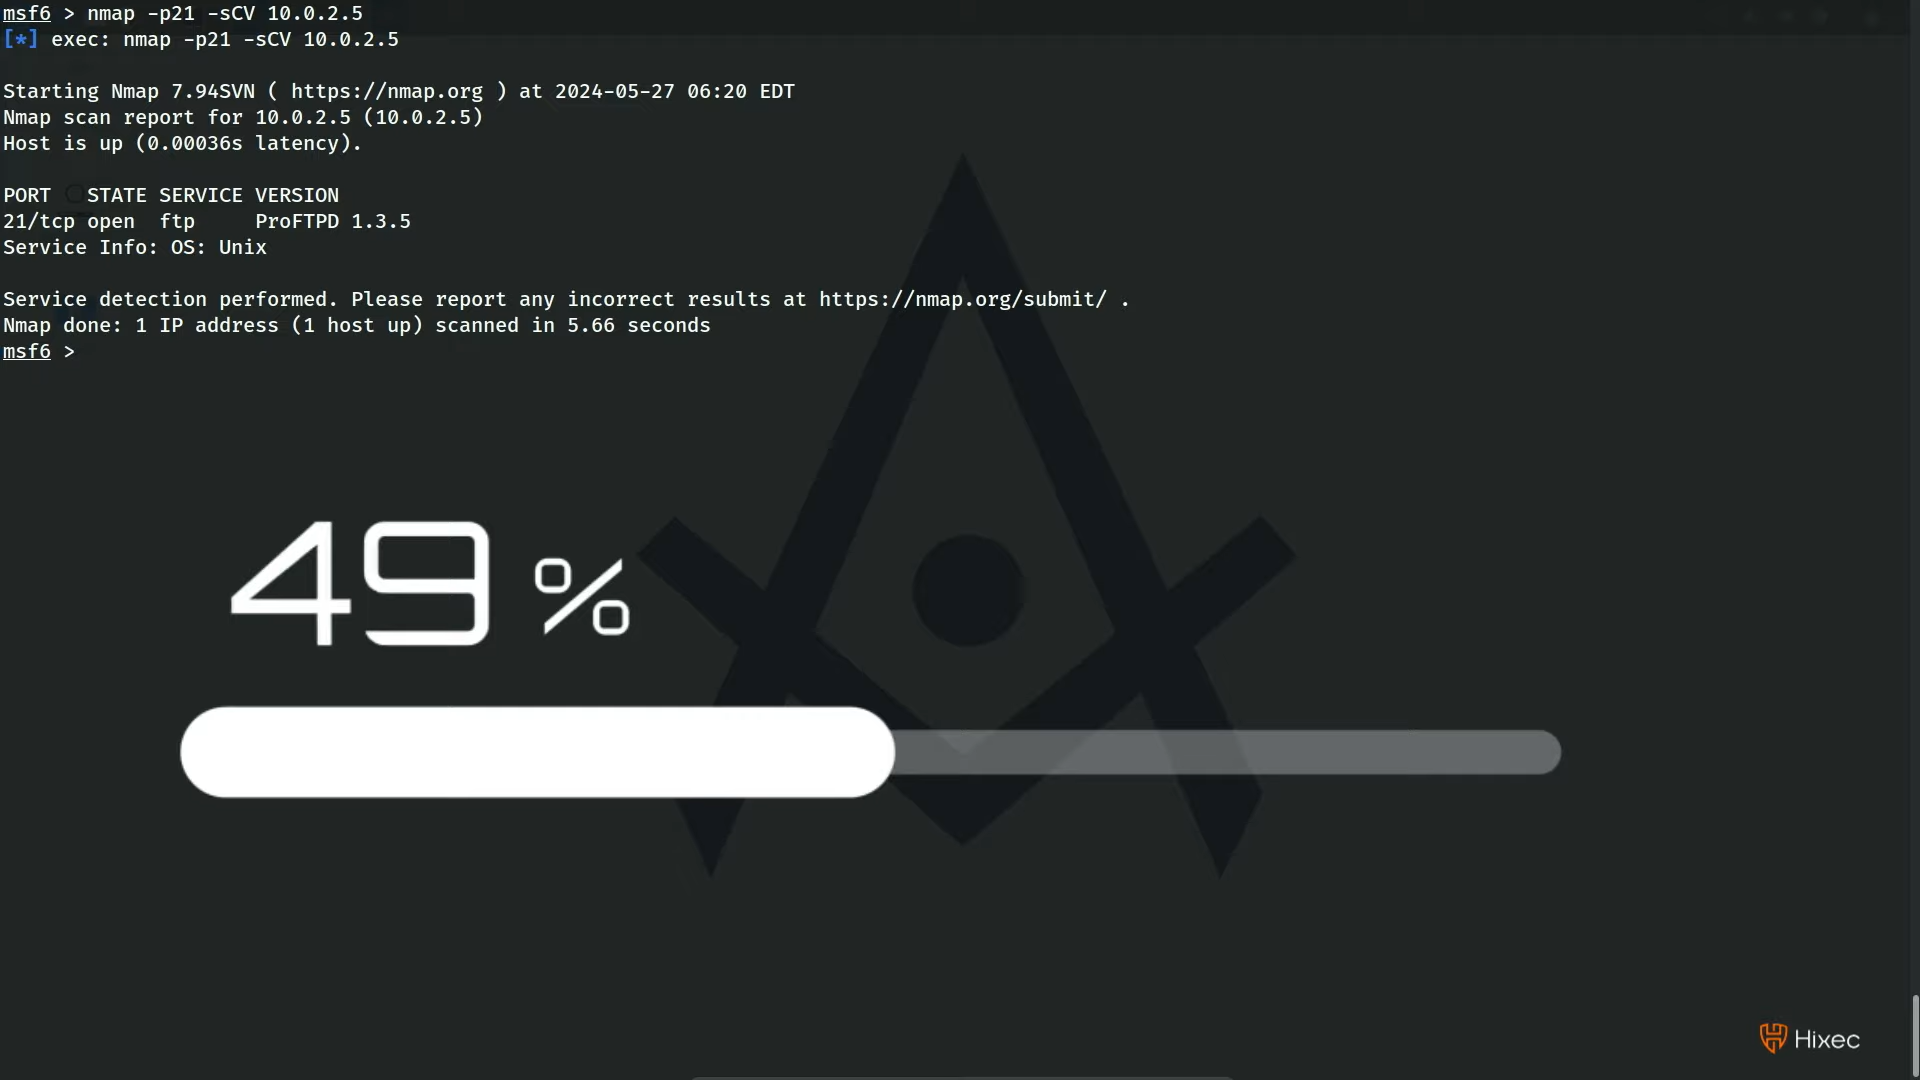 msf6 > nmap -p21 -sCV 10.0.2.5
[*] exec: nmap -p21 -sCV 10.0.2.5
Starting Nmap 7.94SVN ( https://nmap.org ) at 2024-05-27 06:20 EDT
Nmap scan report for 10.0.2.5 (10.0.2.5)
Host is up (0.00036s latency).
PORT   STATE SERVICE VERSION
21/tcp open  ftp     ProFTPD 1.3.5
Service Info: OS: Unix
Service detection performed. Please report any incorrect results at https://nmap.org/submit/ .
Nmap done: 1 IP address (1 host up) scanned in 5.66 seconds
msf6 >
49 %
Hixec